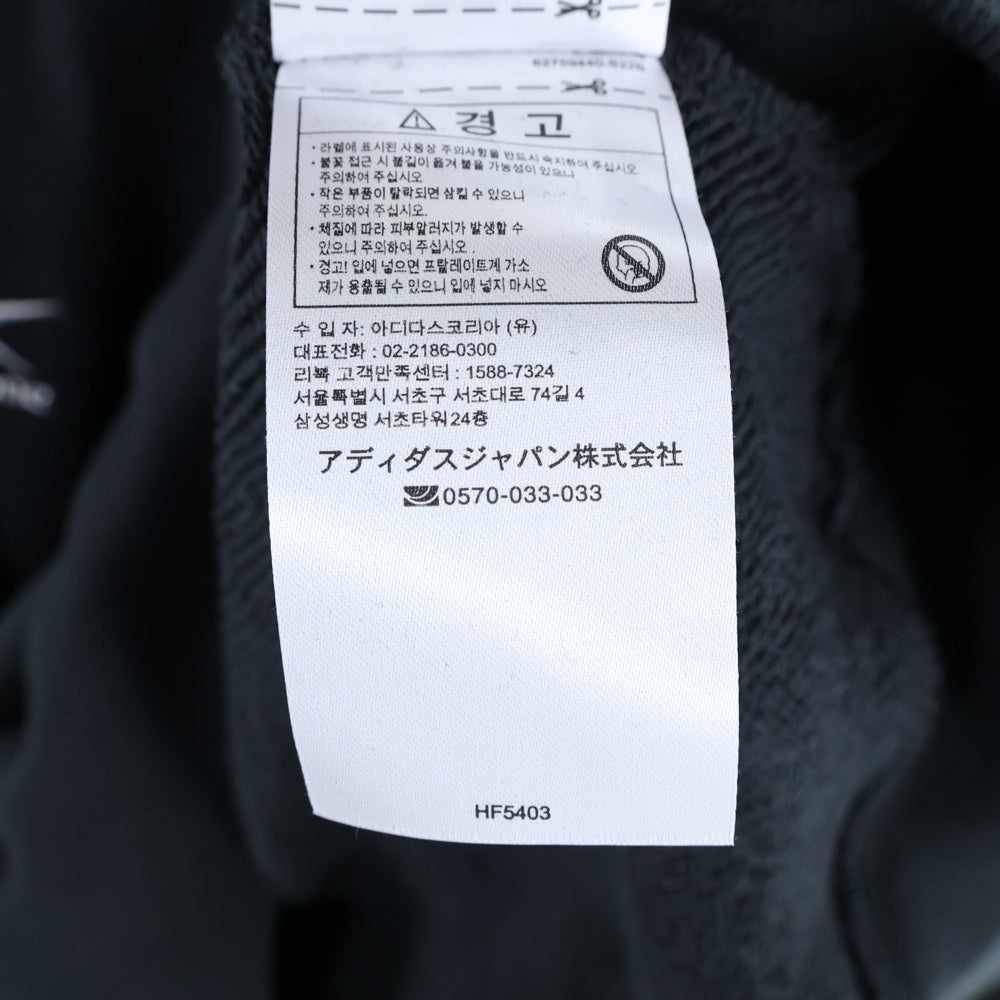 경 고
· 라벨에 표시된 사용상 주의사항을 반드시 숙지하여 주십시오.
· 불꽃 접근 시 불길이 옮겨 붙을 가능성이 있으니
주의하여 주십시오
· 작은 부품이 탈락되면 삼킬 수 있으니
주의하여 주십시오.
· 체질에 따라 피부알러지가 발생할 수
있으니 주의하여 주십시오.
· 경고! 입에 넣으면 프탈레이트계 가소
제가 용출될 수 있으니 입에 넣지 마시오
수 입 자: 아디다스코리아 (유)
대표전화 : 02-2186-0300
리복 고객만족센터 : 1588-7324
서울특별시 서초구 서초대로 74길 4
삼성생명 서초타워24층
アディダスジャパン株式会社
0570-033-033
HF5403